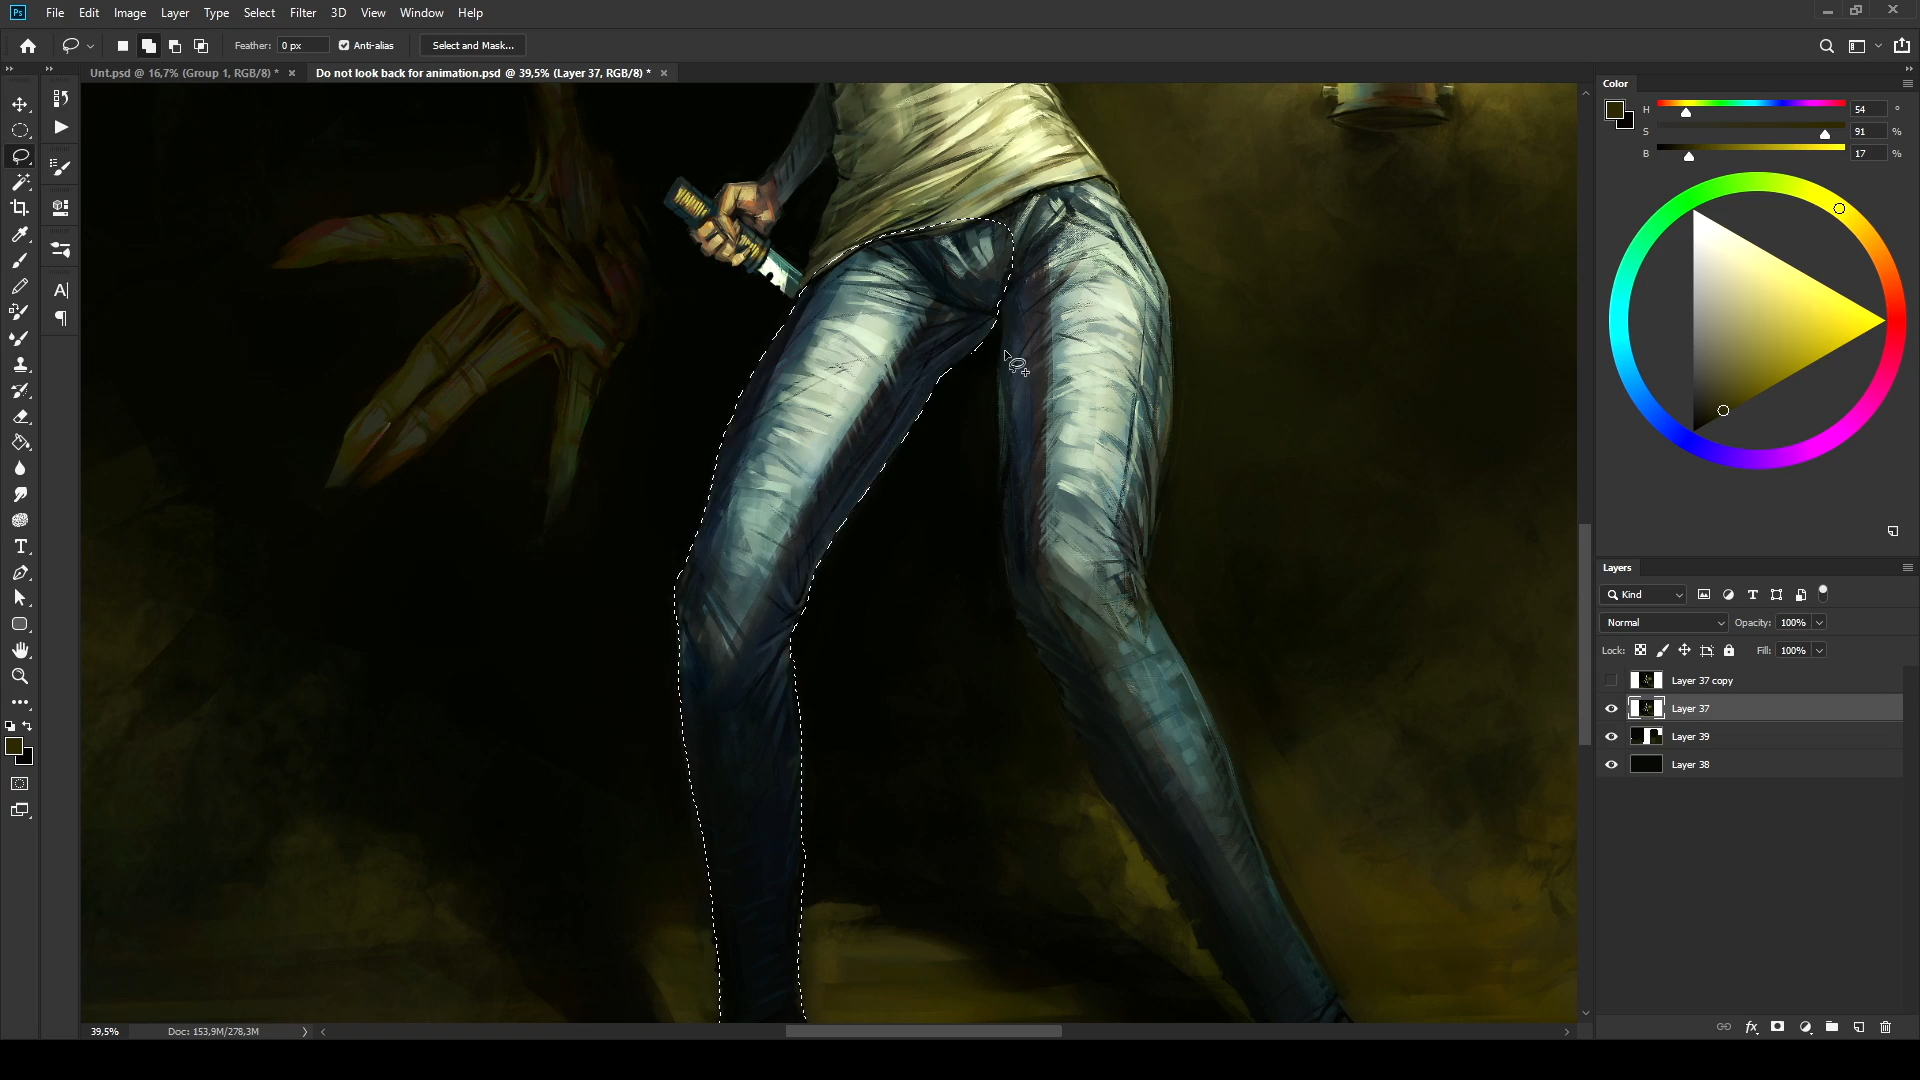 Ps File Edit Image Layer Type Select Filter 3D View Window Help
Feather: 0 px Anti-alias Select and Mask...
Unt.psd @ 16,7% (Group 1, RGB/8) * × Do not look back for animation.psd @ 39,5% (Layer 37, RGB/8) * ×
Color
H 54 °
S 91 %
B 17 %
Layers
Kind
Normal Opacity: 100%
Lock: Fill: 100%
Layer 37 copy
Layer 37
Layer 39
Layer 38
39,5% Doc: 153,9M/278,3M